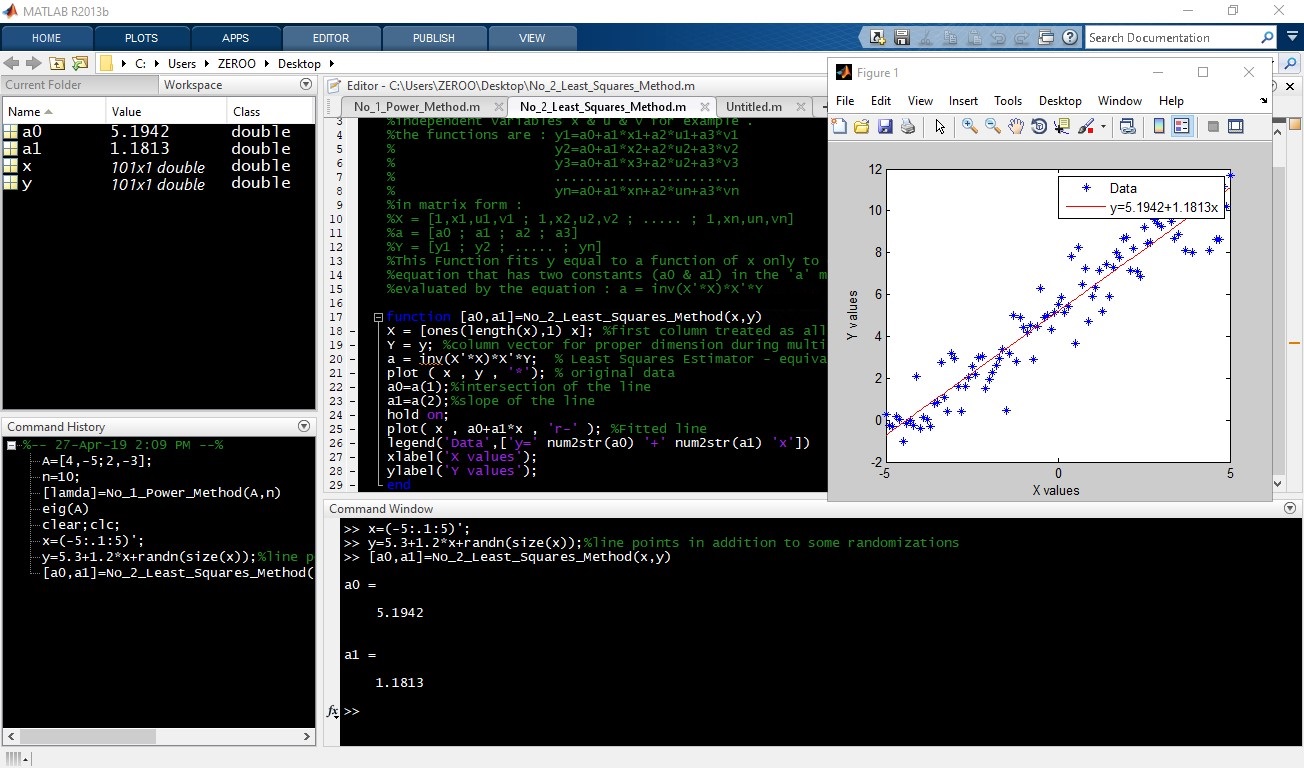 MATLAB R2013b
HOME PLOTS APPS EDITOR PUBLISH VIEW
Search Documentation
C: Users ZEROO Desktop
Current Folder Workspace
Name Value Class
a0 5.1942 double
a1 1.1813 double
x 101x1 double double
y 101x1 double double
Command History
%-- 27-Apr-19 2:09 PM --%
A=[4,-5;2,-3];
n=10;
[lamda]=No_1_Power_Method(A,n)
eig(A)
clear;clc;
x=(-5:.1:5)';
y=5.3+1.2*x+randn(size(x));%line
[a0,a1]=No_2_Least_Squares_Method(
Editor - C:\Users\ZEROO\Desktop\No_2_Least_Squares_Method.m
No_1_Power_Method.m No_2_Least_Squares_Method.m Untitled.m
3 %independent variables x & u & v for example .
4 %the functions are : y1=a0+a1*x1+a2*u1+a3*v1
5 % y2=a0+a1*x2+a2*u2+a3*v2
6 % y3=a0+a1*x3+a2*u3+a3*v3
7 % .......................
8 % yn=a0+a1*xn+a2*un+a3*vn
9 %in matrix form :
10 %X = [1,x1,u1,v1 ; 1,x2,u2,v2 ; ..... ; 1,xn,un,vn]
11 %a = [a0 ; a1 ; a2 ; a3]
12 %Y = [y1 ; y2 ; ..... ; yn]
13 %This Function fits y equal to a function of x only to
14 %equation that has two constants (a0 & a1) in the 'a'
15 %evaluated by the equation : a = inv(X'*X)*X'*Y
16
17 function [a0,a1]=No_2_Least_Squares_Method(x,y)
18 - X = [ones(length(x),1) x]; %first column treated as all
19 - Y = y; %column vector for proper dimension during
20 - a = inv(X'*X)*X'*Y; % Least Squares Estimator -
21 - plot ( x , y , '*'); % original data
22 - a0=a(1);%intersection of the line
23 - a1=a(2);%slope of the line
24 - hold on;
25 - plot( x , a0+a1*x , 'r-' ); %Fitted line
26 - legend('Data',['y=' num2str(a0) '+' num2str(a1) 'x'])
27 - xlabel('X values');
28 - ylabel('Y values');
29 - end
Command Window
>> x=(-5:.1:5)';
>> y=5.3+1.2*x+randn(size(x));%line points in addition to some randomizations
>> [a0,a1]=No_2_Least_Squares_Method(x,y)
a0 =
5.1942
a1 =
1.1813
fx >>
Figure 1
File Edit View Insert Tools Desktop Window Help
12
10
8
6
4
2
0
-2
-5 0 5
X values
Y values
Data
y=5.1942+1.1813x